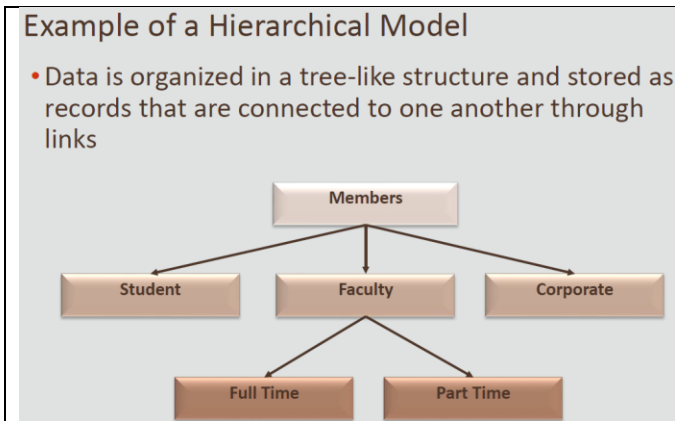 Example of a Hierarchical Model
• Data is organized in a tree-like structure and stored as
records that are connected to one another through
links
Members
Student Faculty Corporate
Full Time Part Time